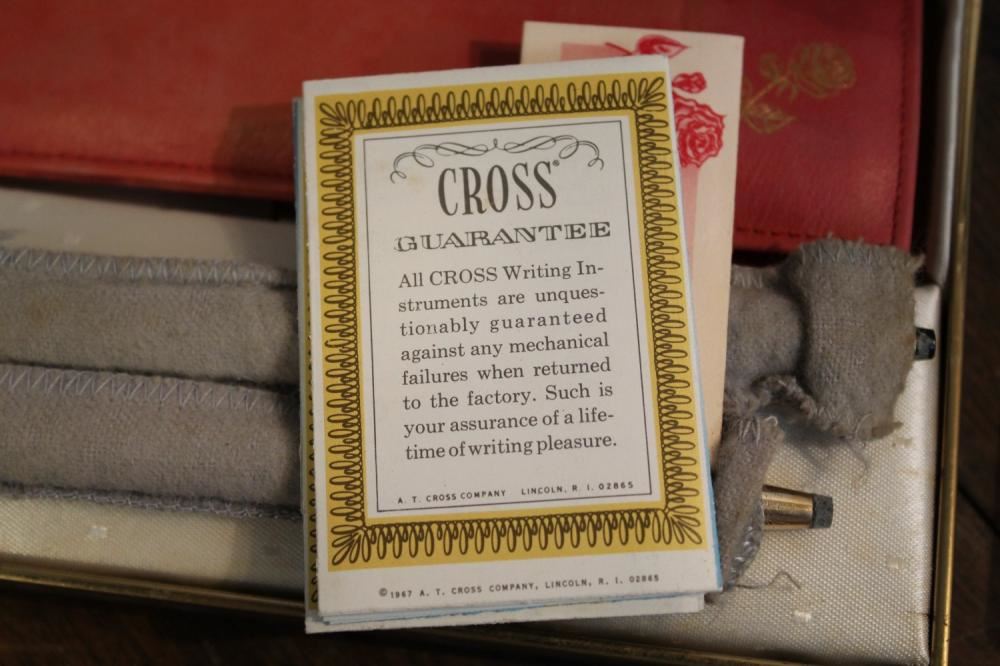 CROSS®
GUARANTEE
All CROSS Writing In-
struments are unques-
tionably guaranteed
against any mechanical
failures when returned
to the factory. Such is
your assurance of a life-
time of writing pleasure.
A. T. CROSS COMPANY LINCOLN, R. I. 02865
© 1967 A. T. CROSS COMPANY, LINCOLN, R. I. 02865